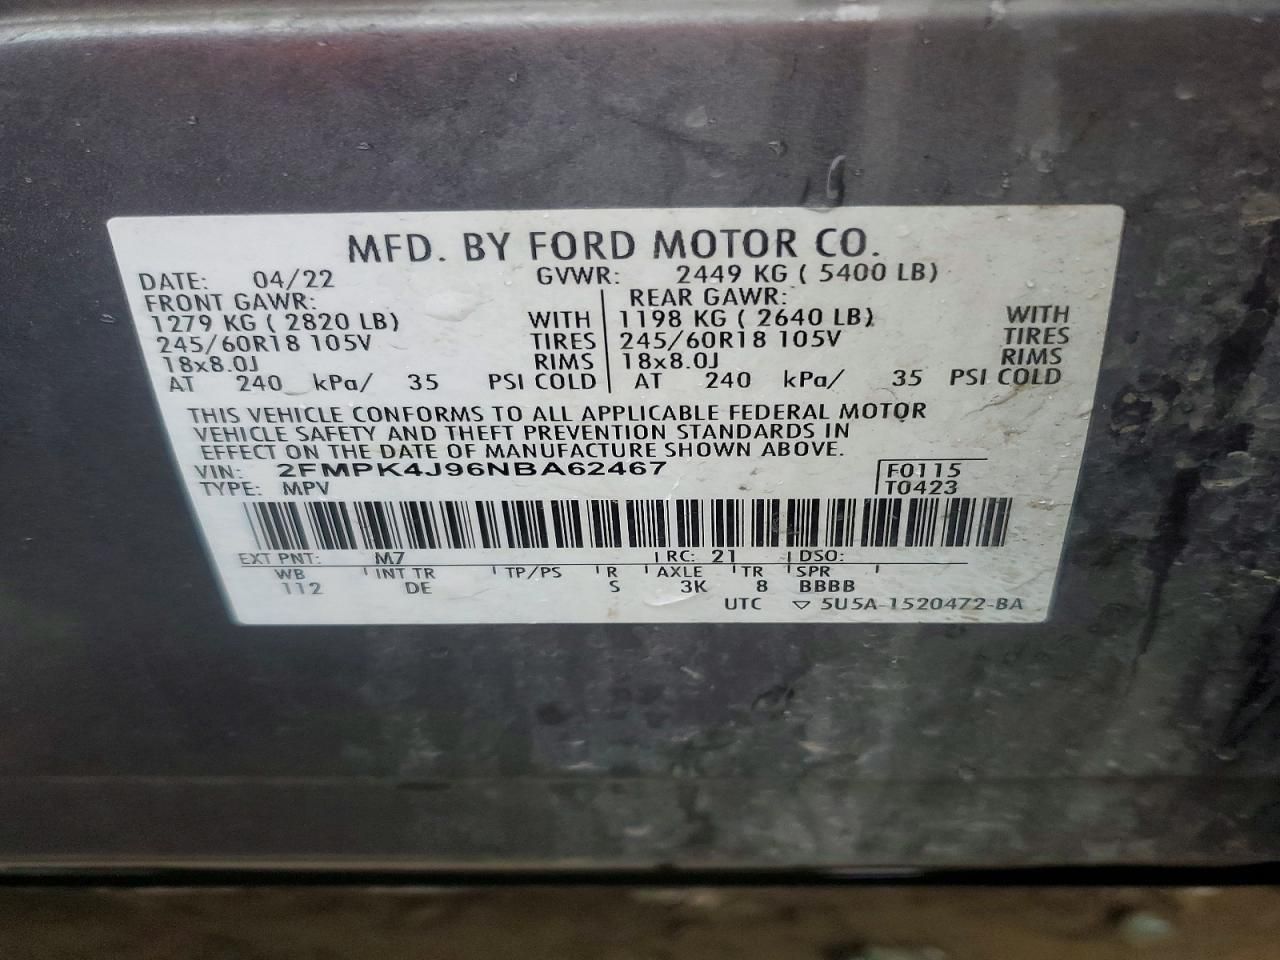 MFD. BY FORD MOTOR CO.
DATE: 04/22 GVWR: 2449 KG ( 5400 LB)
FRONT GAWR: REAR GAWR:
1279 KG ( 2820 LB) WITH 1198 KG ( 2640 LB) WITH
245/60R18 105V TIRES 245/60R18 105V TIRES
18x8.0J RIMS 18x8.0J RIMS
AT 240 kPa/ 35 PSI COLD AT 240 kPa/ 35 PSI COLD
THIS VEHICLE CONFORMS TO ALL APPLICABLE FEDERAL MOTOR
VEHICLE SAFETY AND THEFT PREVENTION STANDARDS IN
EFFECT ON THE DATE OF MANUFACTURE SHOWN ABOVE.
VIN: 2FMPK4J96NBA62467 F0115
TYPE: MPV T0423
EXT PNT: M7 RC: 21 DSO:
WB INT TR TP/PS R AXLE TR SPR
112 DE S 3K 8 BBBB
UTC ▽ 5U5A-1520472-BA